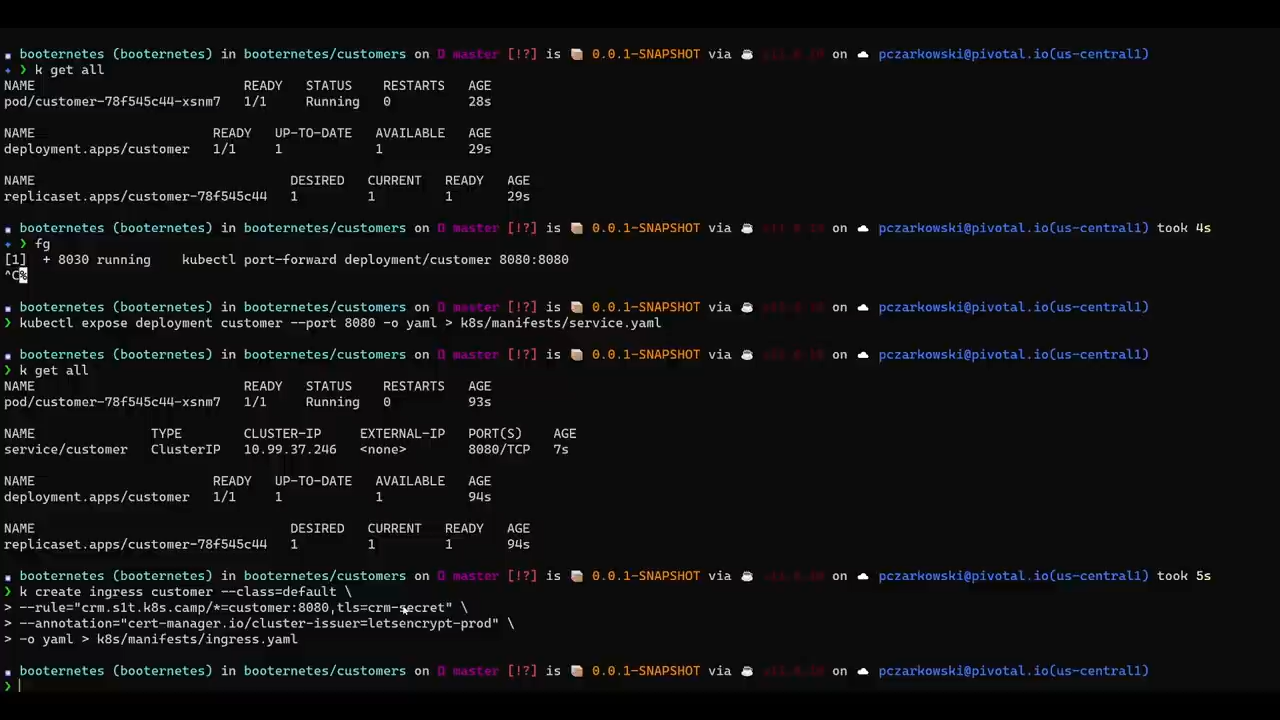 booternetes (booternetes) in booternetes/customers on master [!?] is 0.0.1-SNAPSHOT via on pczarkowski@pivotal.io(us-central1)
✦ ❯ k get all
NAME READY STATUS RESTARTS AGE
pod/customer-78f545c44-xsnm7 1/1 Running 0 28s
NAME READY UP-TO-DATE AVAILABLE AGE
deployment.apps/customer 1/1 1 1 29s
NAME DESIRED CURRENT READY AGE
replicaset.apps/customer-78f545c44 1 1 1 29s
booternetes (booternetes) in booternetes/customers on master [!?] is 0.0.1-SNAPSHOT via on pczarkowski@pivotal.io(us-central1) took 4s
✦ ❯ fg
[1] + 8030 running kubectl port-forward deployment/customer 8080:8080
^C%
booternetes (booternetes) in booternetes/customers on master [!?] is 0.0.1-SNAPSHOT via on pczarkowski@pivotal.io(us-central1)
❯ kubectl expose deployment customer --port 8080 -o yaml > k8s/manifests/service.yaml
booternetes (booternetes) in booternetes/customers on master [!?] is 0.0.1-SNAPSHOT via on pczarkowski@pivotal.io(us-central1)
❯ k get all
NAME READY STATUS RESTARTS AGE
pod/customer-78f545c44-xsnm7 1/1 Running 0 93s
NAME TYPE CLUSTER-IP EXTERNAL-IP PORT(S) AGE
service/customer ClusterIP 10.99.37.246 <none> 8080/TCP 7s
NAME READY UP-TO-DATE AVAILABLE AGE
deployment.apps/customer 1/1 1 1 94s
NAME DESIRED CURRENT READY AGE
replicaset.apps/customer-78f545c44 1 1 1 94s
booternetes (booternetes) in booternetes/customers on master [!?] is 0.0.1-SNAPSHOT via on pczarkowski@pivotal.io(us-central1) took 5s
❯ k create ingress customer --class=default \
> --rule="crm.s1t.k8s.camp/*=customer:8080,tls=crm-secret" \
> --annotation="cert-manager.io/cluster-issuer=letsencrypt-prod" \
> -o yaml > k8s/manifests/ingress.yaml
booternetes (booternetes) in booternetes/customers on master [!?] is 0.0.1-SNAPSHOT via on pczarkowski@pivotal.io(us-central1)
❯